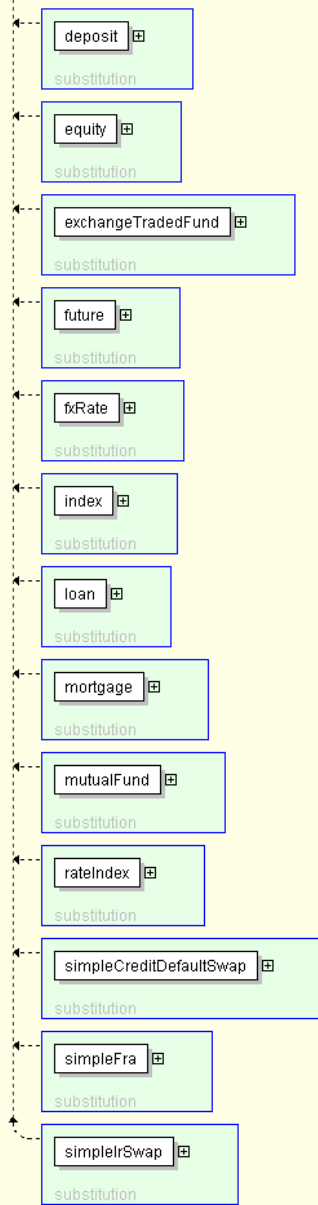 deposit
substitution
equity
substitution
exchangeTradedFund
substitution
future
substitution
fxRate
substitution
index
substitution
loan
substitution
mortgage
substitution
mutualFund
substitution
rateIndex
substitution
simpleCreditDefaultSwap
substitution
simpleFra
substitution
simpleIrSwap
substitution